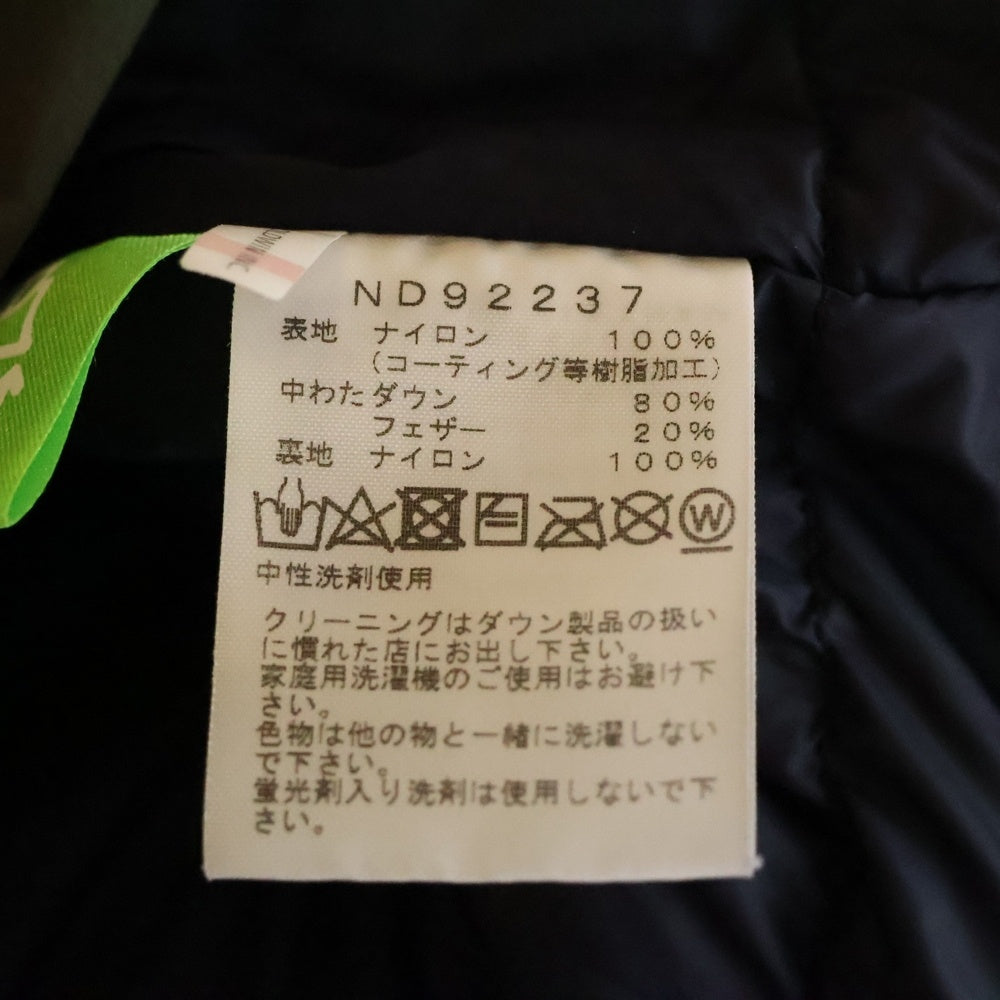 ND92237
表地 ナイロン 100%
(コーティング等樹脂加工)
中わた ダウン 80%
フェザー 20%
裏地 ナイロン 100%
W
中性洗剤使用
クリーニングはダウン製品の扱い
に慣れた店にお出し下さい。
家庭用洗濯機のご使用はお避け下
さい。
色物は他の物と一緒に洗濯しない
で下さい。
蛍光剤入り洗剤は使用しないで下
さい。